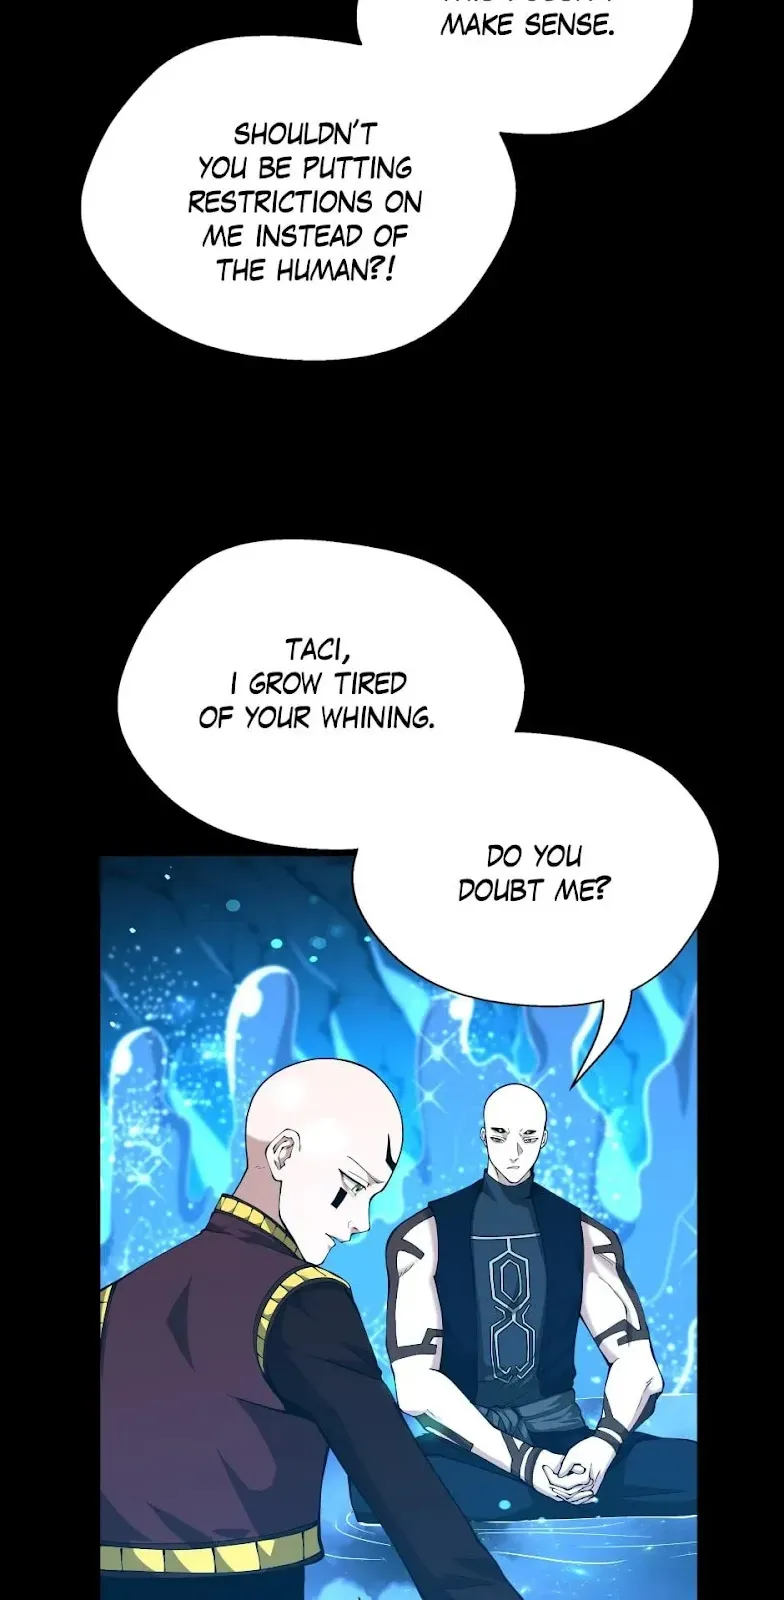 MAKE SENSE.
SHOULDN'T
YOU BE PUTTING
RESTRICTIONS ON
ME INSTEAD OF
THE HUMAN?!
TACI,
I GROW TIRED
OF YOUR WHINING.
DO YOU
DOUBT ME?